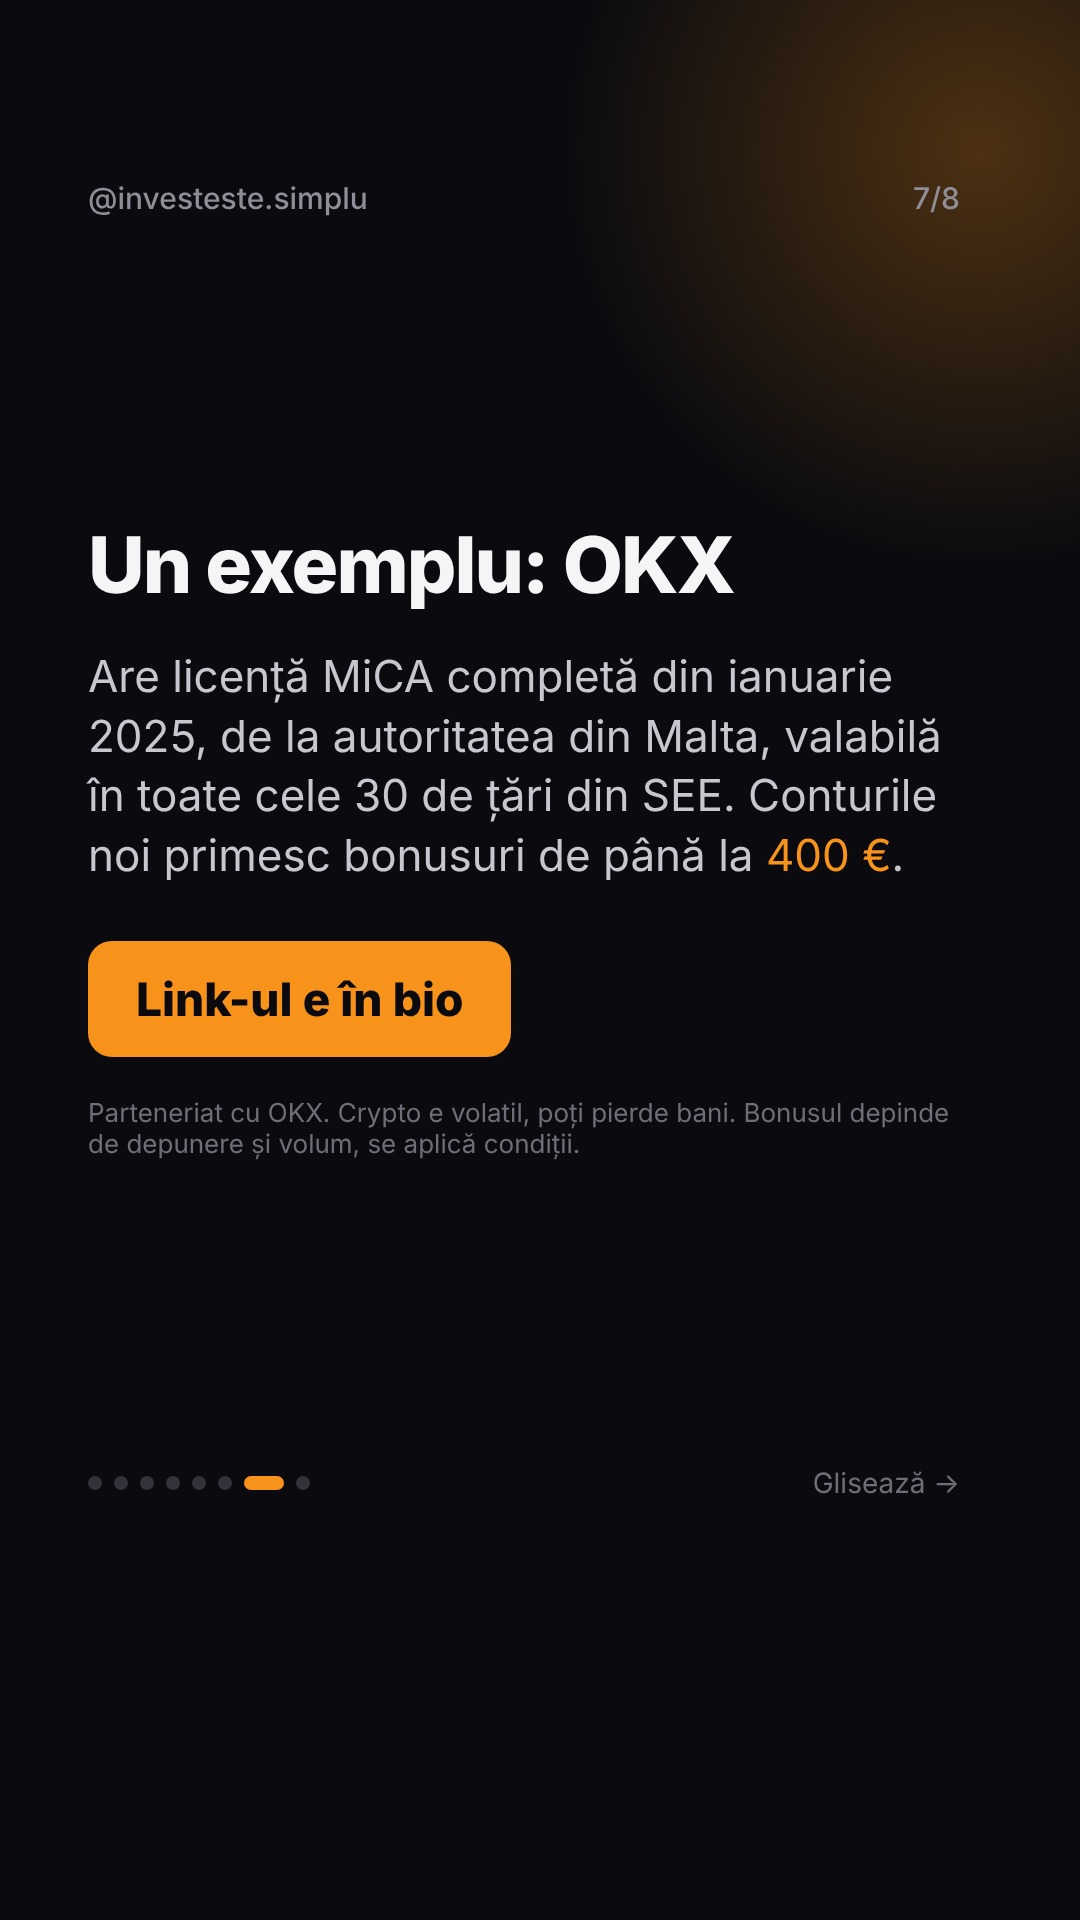 @investeste.simplu
7/8
Un exemplu: OKX
Are licență MiCA completă din ianuarie
2025, de la autoritatea din Malta, valabilă
în toate cele 30 de țări din SEE. Conturile
noi primesc bonusuri de până la 400 €.
Link-ul e în bio
Parteneriat cu OKX. Crypto e volatil, poți pierde bani. Bonusul depinde
de depunere și volum, se aplică condiții.
Glisează →